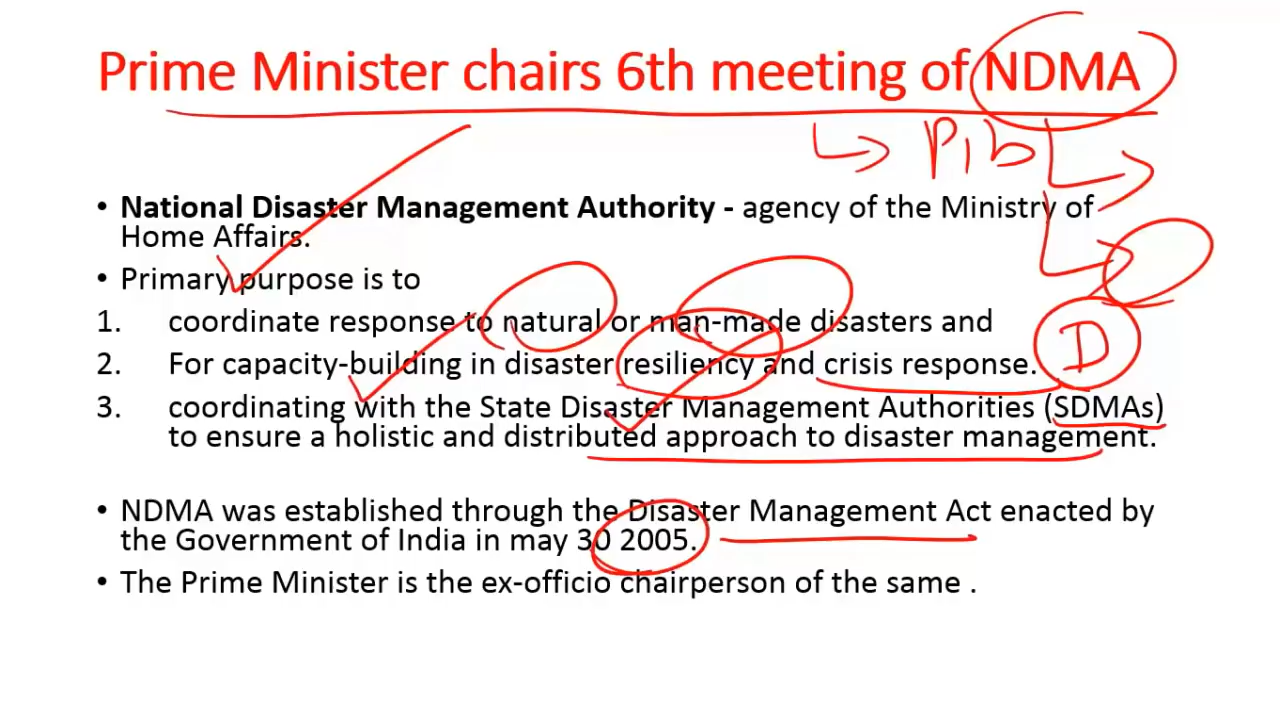 Prime Minister chairs 6th meeting of NDMA
Pib
• National Disaster Management Authority - agency of the Ministry of
Home Affairs.
• Primary purpose is to
1. coordinate response to natural or man-made disasters and
2. For capacity-building in disaster resiliency and crisis response.
D
3. coordinating with the State Disaster Management Authorities (SDMAs)
to ensure a holistic and distributed approach to disaster management.
• NDMA was established through the Disaster Management Act enacted by
the Government of India in may 30 2005.
• The Prime Minister is the ex-officio chairperson of the same .